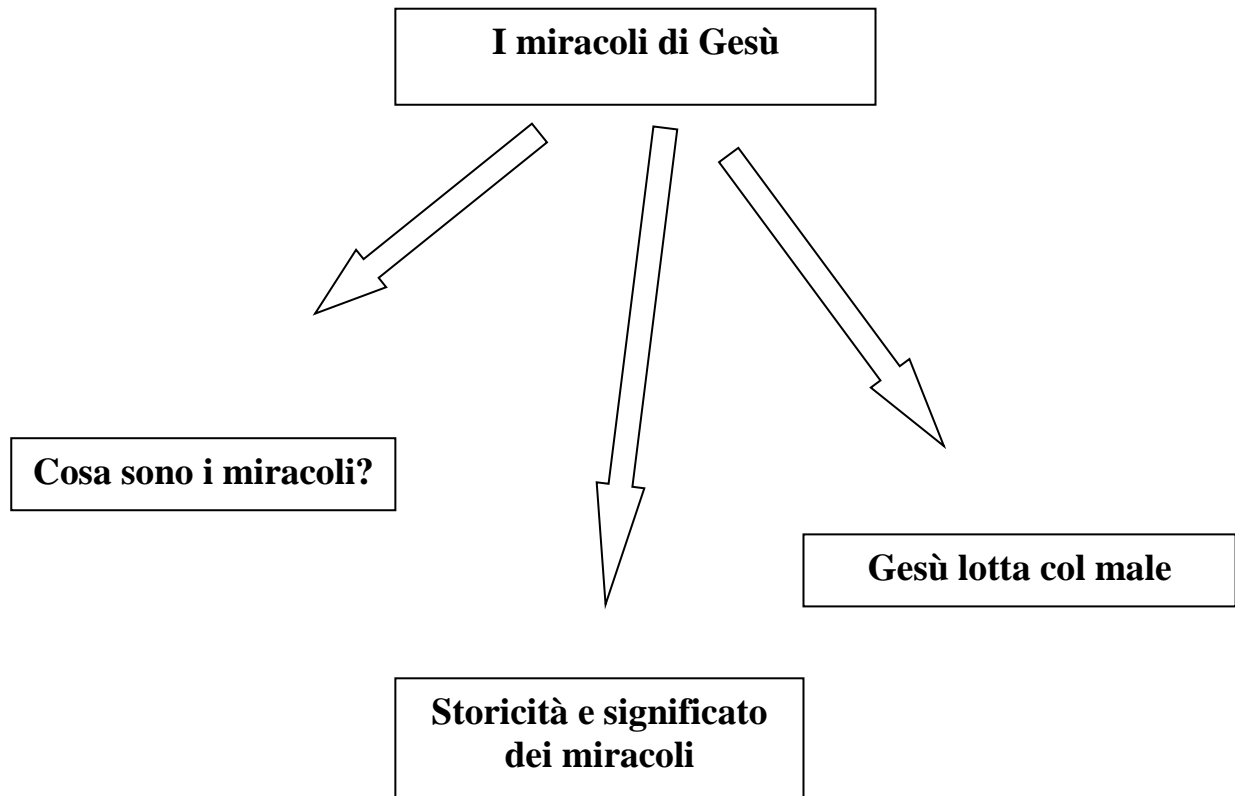 I miracoli di Gesù
Cosa sono i miracoli?
Gesù lotta col male
Storicità e significato
dei miracoli